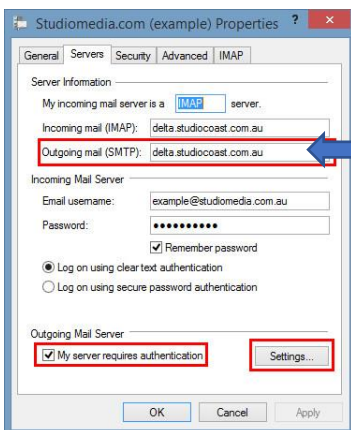 Studiomedia.com (example) Properties ? ×
General Servers Security Advanced IMAP
Server Information
My incoming mail server is a IMAP server.
Incoming mail (IMAP): delta.studiocoast.com.au
Outgoing mail (SMTP): delta.studiocoast.com.au
Incoming Mail Server
Email username: example@studiomedia.com.au
Password: ••••••••••
Remember password
Log on using clear text authentication
Log on using secure password authentication
Outgoing Mail Server
My server requires authentication Settings...
OK Cancel Apply